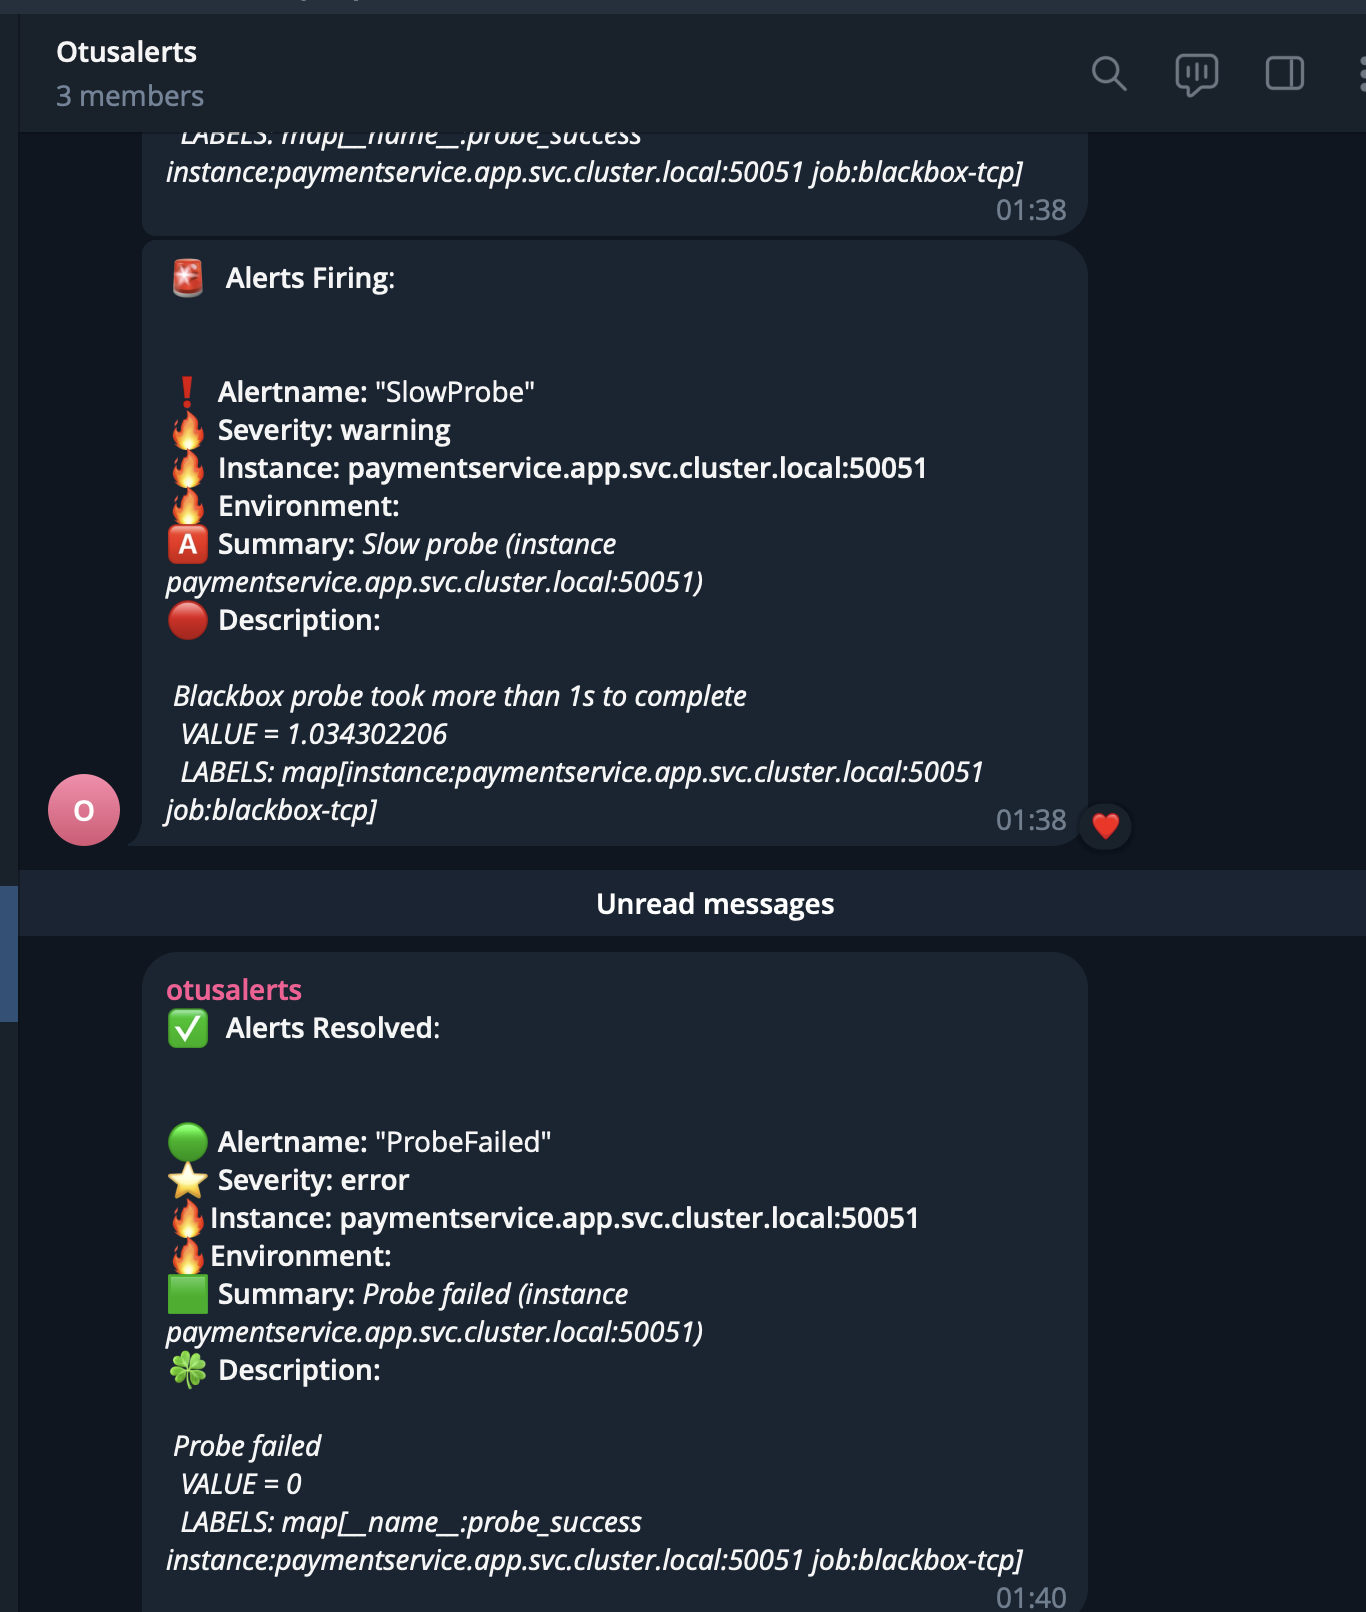 Otusalerts
3 members
LABELS: map[__name__:probe_success
instance:paymentservice.app.svc.cluster.local:50051 job:blackbox-tcp]
01:38
Alerts Firing:
Alertname: "SlowProbe"
Severity: warning
Instance: paymentservice.app.svc.cluster.local:50051
Environment:
A Summary: Slow probe (instance
paymentservice.app.svc.cluster.local:50051)
Description:
Blackbox probe took more than 1s to complete
VALUE = 1.034302206
LABELS: map[instance:paymentservice.app.svc.cluster.local:50051
job:blackbox-tcp]
01:38
O
Unread messages
otusalerts
Alerts Resolved:
Alertname: "ProbeFailed"
Severity: error
Instance: paymentservice.app.svc.cluster.local:50051
Environment:
Summary: Probe failed (instance
paymentservice.app.svc.cluster.local:50051)
Description:
Probe failed
VALUE = 0
LABELS: map[__name__:probe_success
instance:paymentservice.app.svc.cluster.local:50051 job:blackbox-tcp]
01:40